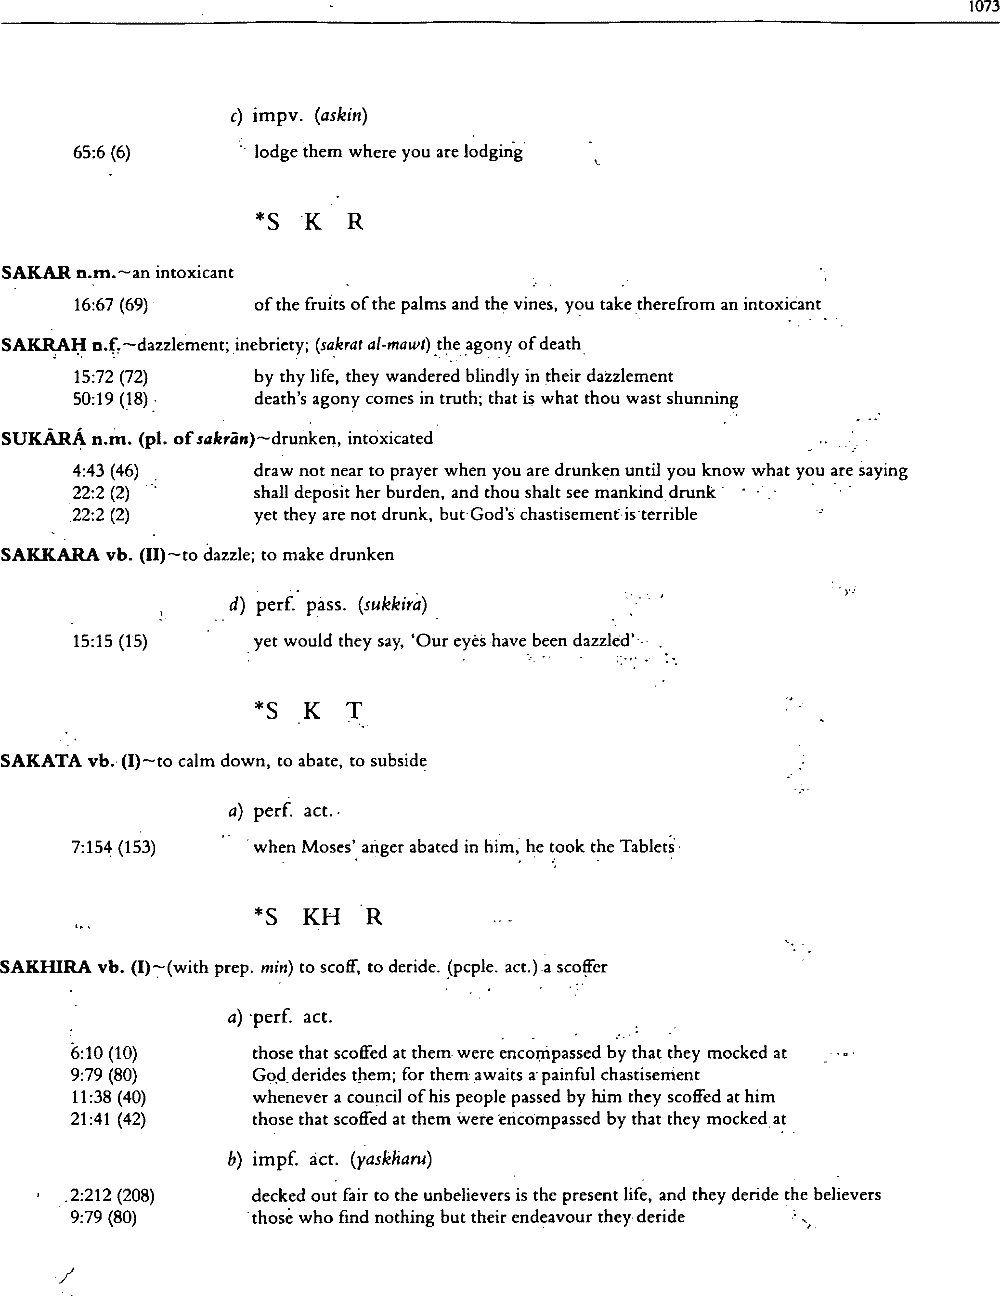 1073
c) impv. (askin)
65:6 (6) lodge them where you are lodging
*S K R
SAKAR n.m.~an intoxicant
16:67 (69) of the fruits of the palms and the vines, you take therefrom an intoxicant
SAKRAH n.f.~dazzlement; inebriety; (sakrat al-mawt) the agony of death
15:72 (72) by thy life, they wandered blindly in their dazzlement
50:19 (18) death's agony comes in truth; that is what thou wast shunning
SUKĀRÁ n.m. (pl. of sakrān)~drunken, intoxicated
4:43 (46) draw not near to prayer when you are drunken until you know what you are saying
22:2 (2) shall deposit her burden, and thou shalt see mankind drunk
22:2 (2) yet they are not drunk, but God's chastisement is terrible
SAKKARA vb. (II)~to dazzle; to make drunken
d) perf. pass. (sukkira)
15:15 (15) yet would they say, 'Our eyes have been dazzled'
*S K T
SAKATA vb. (I)~to calm down, to abate, to subside
a) perf. act.
7:154 (153) when Moses' anger abated in him, he took the Tablets
*S KH R
SAKHIRA vb. (I)~(with prep. min) to scoff, to deride. (pcple. act.) a scoffer
a) perf. act.
6:10 (10) those that scoffed at them were encompassed by that they mocked at
9:79 (80) God derides them; for them awaits a painful chastisement
11:38 (40) whenever a council of his people passed by him they scoffed at him
21:41 (42) those that scoffed at them were encompassed by that they mocked at
b) impf. act. (yaskharu)
2:212 (208) decked out fair to the unbelievers is the present life, and they deride the believers
9:79 (80) those who find nothing but their endeavour they deride